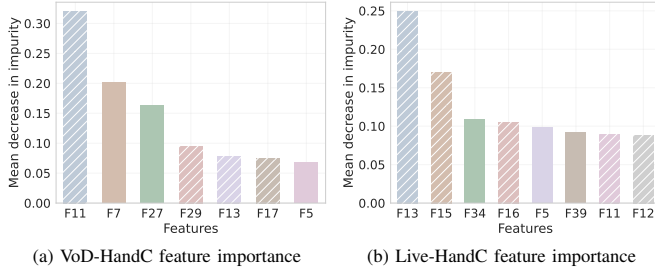 Mean decrease in impurity
0.30
0.25
0.20
0.15
0.10
0.05
0.00
F11 F7 F27 F29 F13 F17 F5
Features
(a) VoD-HandC feature importance
Mean decrease in impurity
0.25
0.20
0.15
0.10
0.05
0.00
F13 F15 F34 F16 F5 F39 F11 F12
Features
(b) Live-HandC feature importance